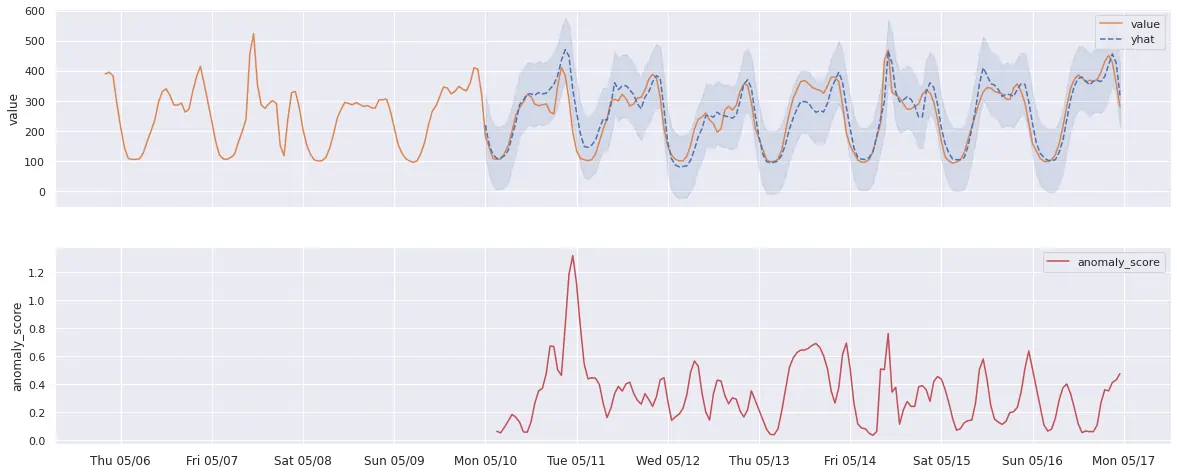 600
500
400
300
200
100
0
value
value
yhat
1.2
1.0
0.8
0.6
0.4
0.2
0.0
anomaly_score
anomaly_score
Thu 05/06 Fri 05/07 Sat 05/08 Sun 05/09 Mon 05/10 Tue 05/11 Wed 05/12 Thu 05/13 Fri 05/14 Sat 05/15 Sun 05/16 Mon 05/17